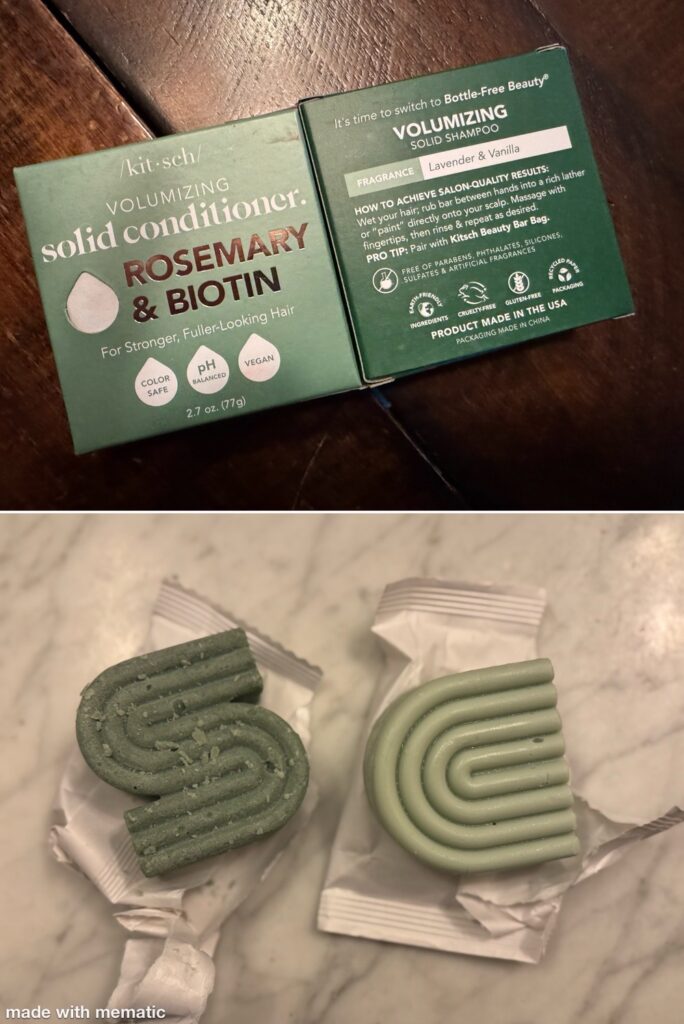 /kit·sch/
VOLUMIZING
solid conditioner.
ROSEMARY
& BIOTIN
For Stronger, Fuller-Looking Hair
COLOR
SAFE
pH
BALANCED
VEGAN
2.7 oz. (77g)
It's time to switch to Bottle-Free Beauty®
VOLUMIZING
SOLID SHAMPOO
FRAGRANCE Lavender & Vanilla
HOW TO ACHIEVE SALON-QUALITY RESULTS:
Wet your hair; rub bar between hands into a rich lather
or "paint" directly onto your scalp. Massage with
fingertips, then rinse & repeat as desired.
PRO TIP: Pair with Kitsch Beauty Bar Bag.
FREE OF PARABENS, PHTHALATES, SILICONES,
SULFATES & ARTIFICIAL FRAGRANCES
EARTH-FRIENDLY
INGREDIENTS
CRUELTY-FREE
GLUTEN-FREE
RECYCLED PAPER
PACKAGING
PRODUCT MADE IN THE USA
PACKAGING MADE IN CHINA
made with mematic